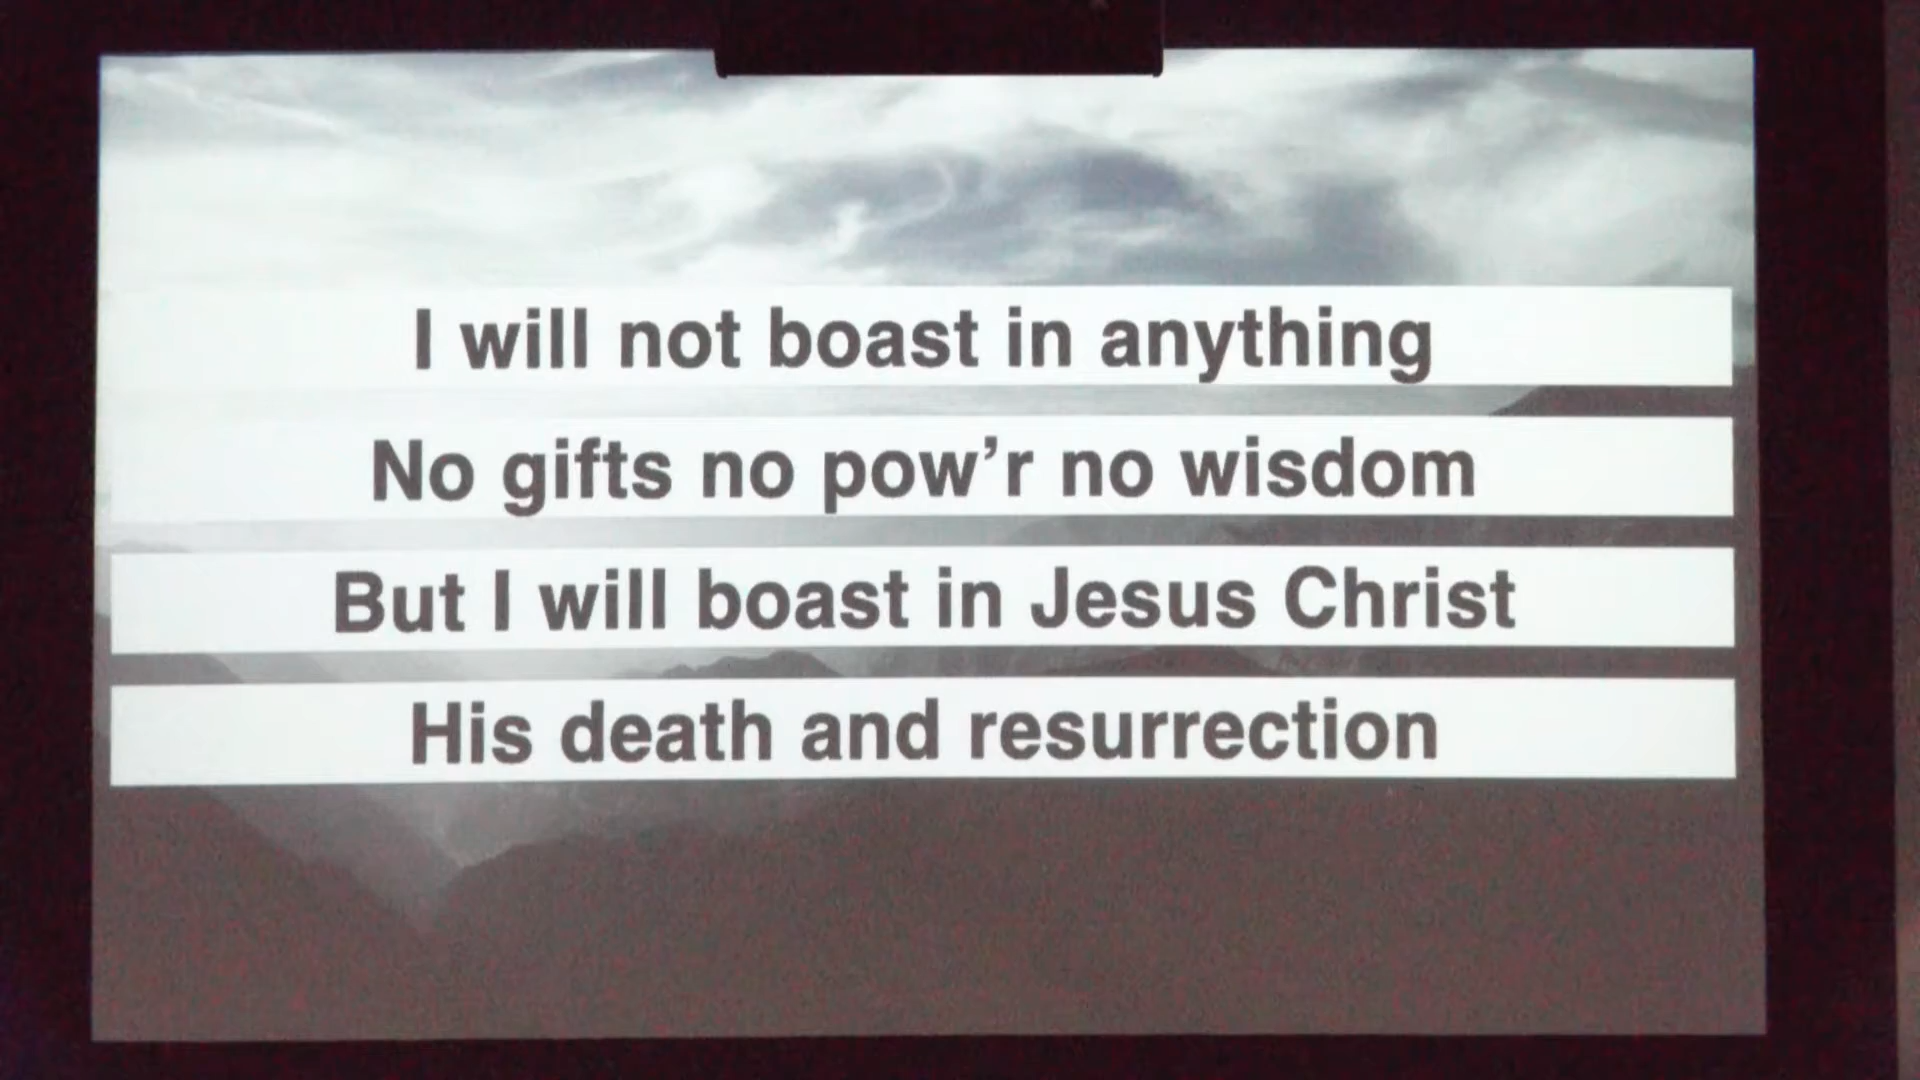 I will not boast in anything
No gifts no pow’r no wisdom
But I will boast in Jesus Christ
His death and resurrection